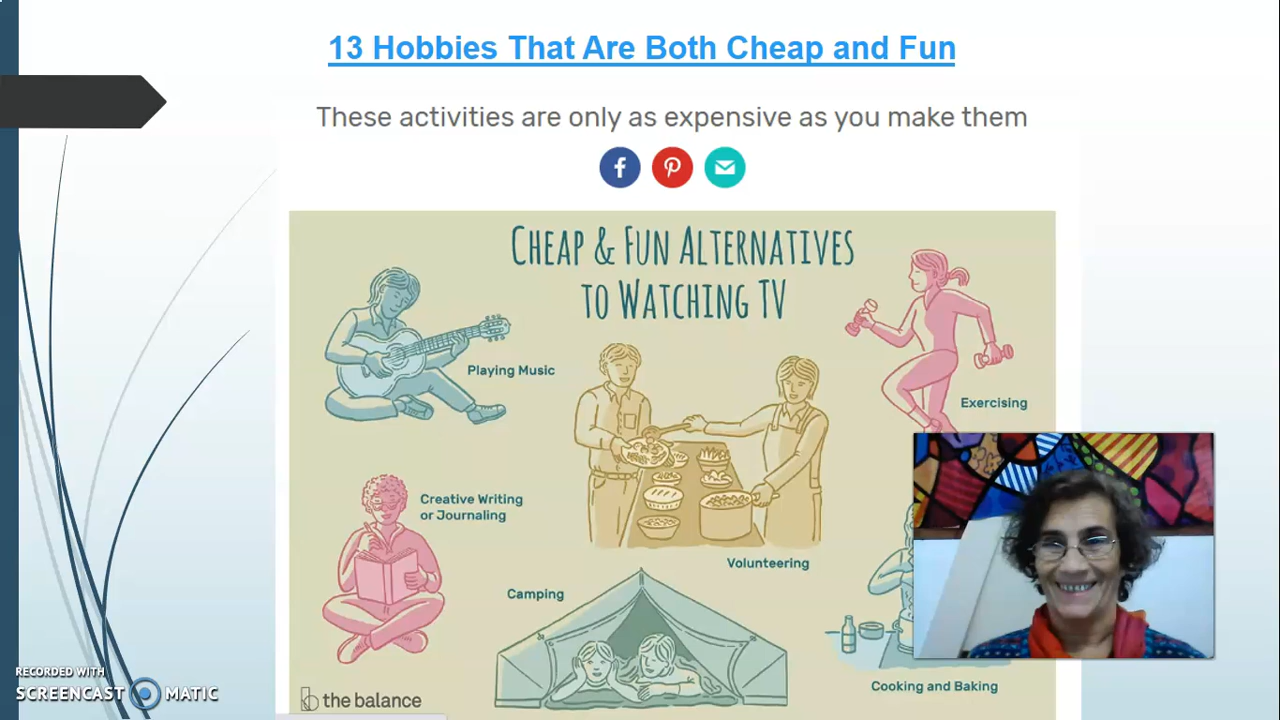 13 Hobbies That Are Both Cheap and Fun
These activities are only as expensive as you make them
CHEAP & FUN ALTERNATIVES
TO WATCHING TV
Playing Music
Exercising
Creative Writing
or Journaling
Volunteering
Camping
Cooking and Baking
the balance
RECORDED WITH
SCREENCAST MATIC